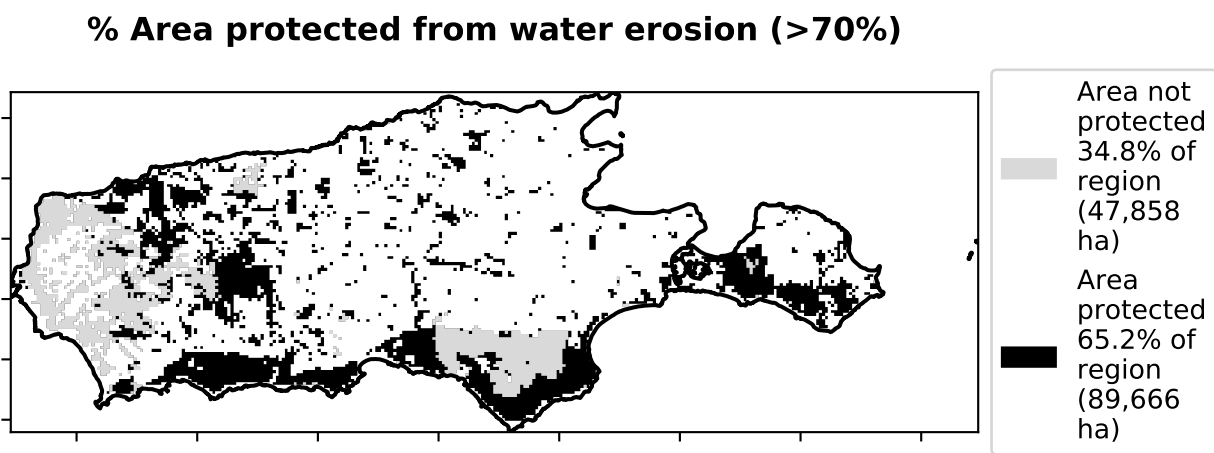 % Area protected from water erosion (>70%)
Area not
protected
34.8% of
region
(47,858
ha)
Area
protected
65.2% of
region
(89,666
ha)